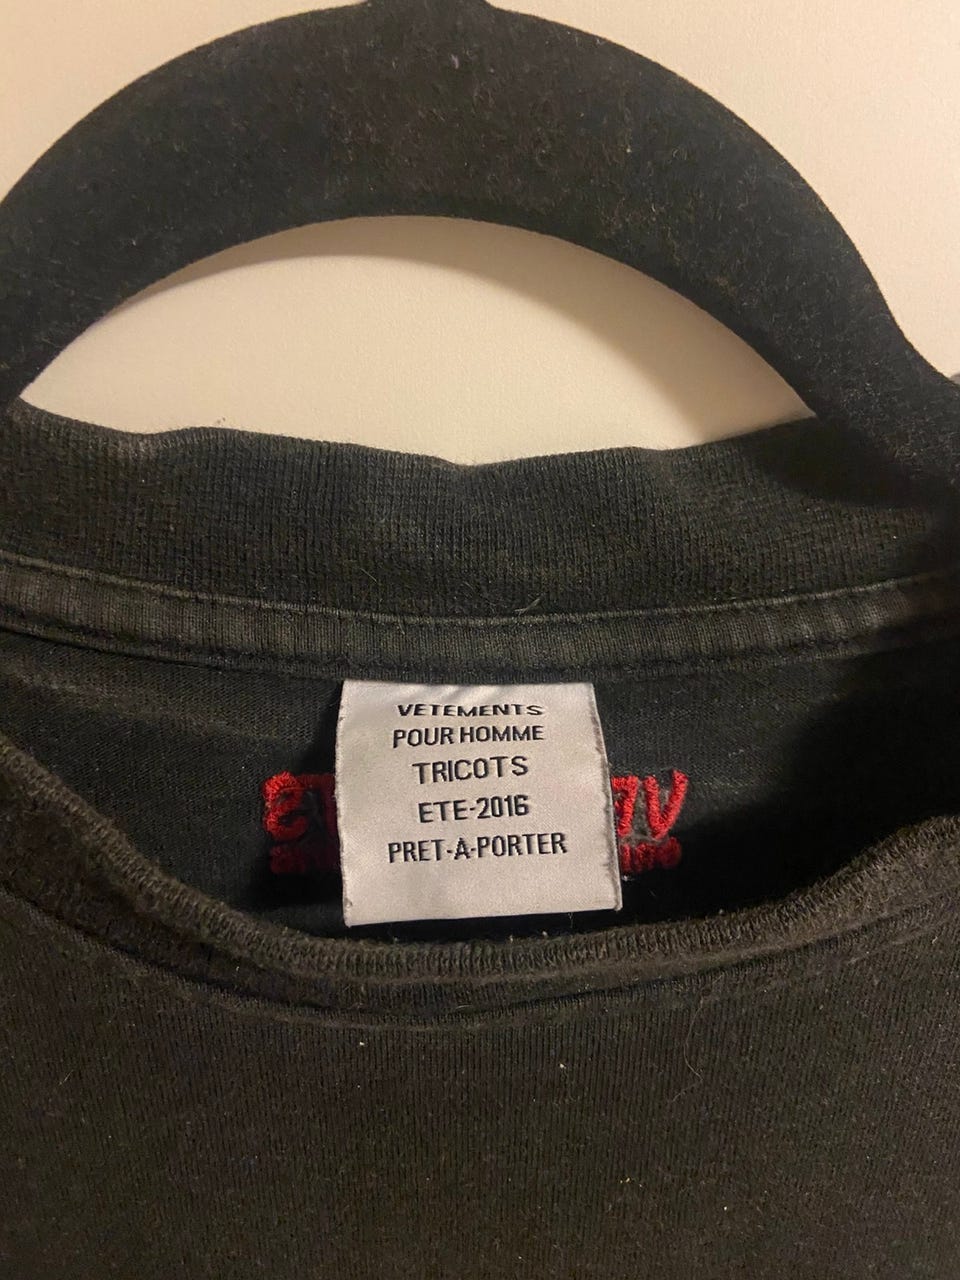 VETEMENTS
POUR HOMME
TRICOTS
ETE-2016
PRET-A-PORTER